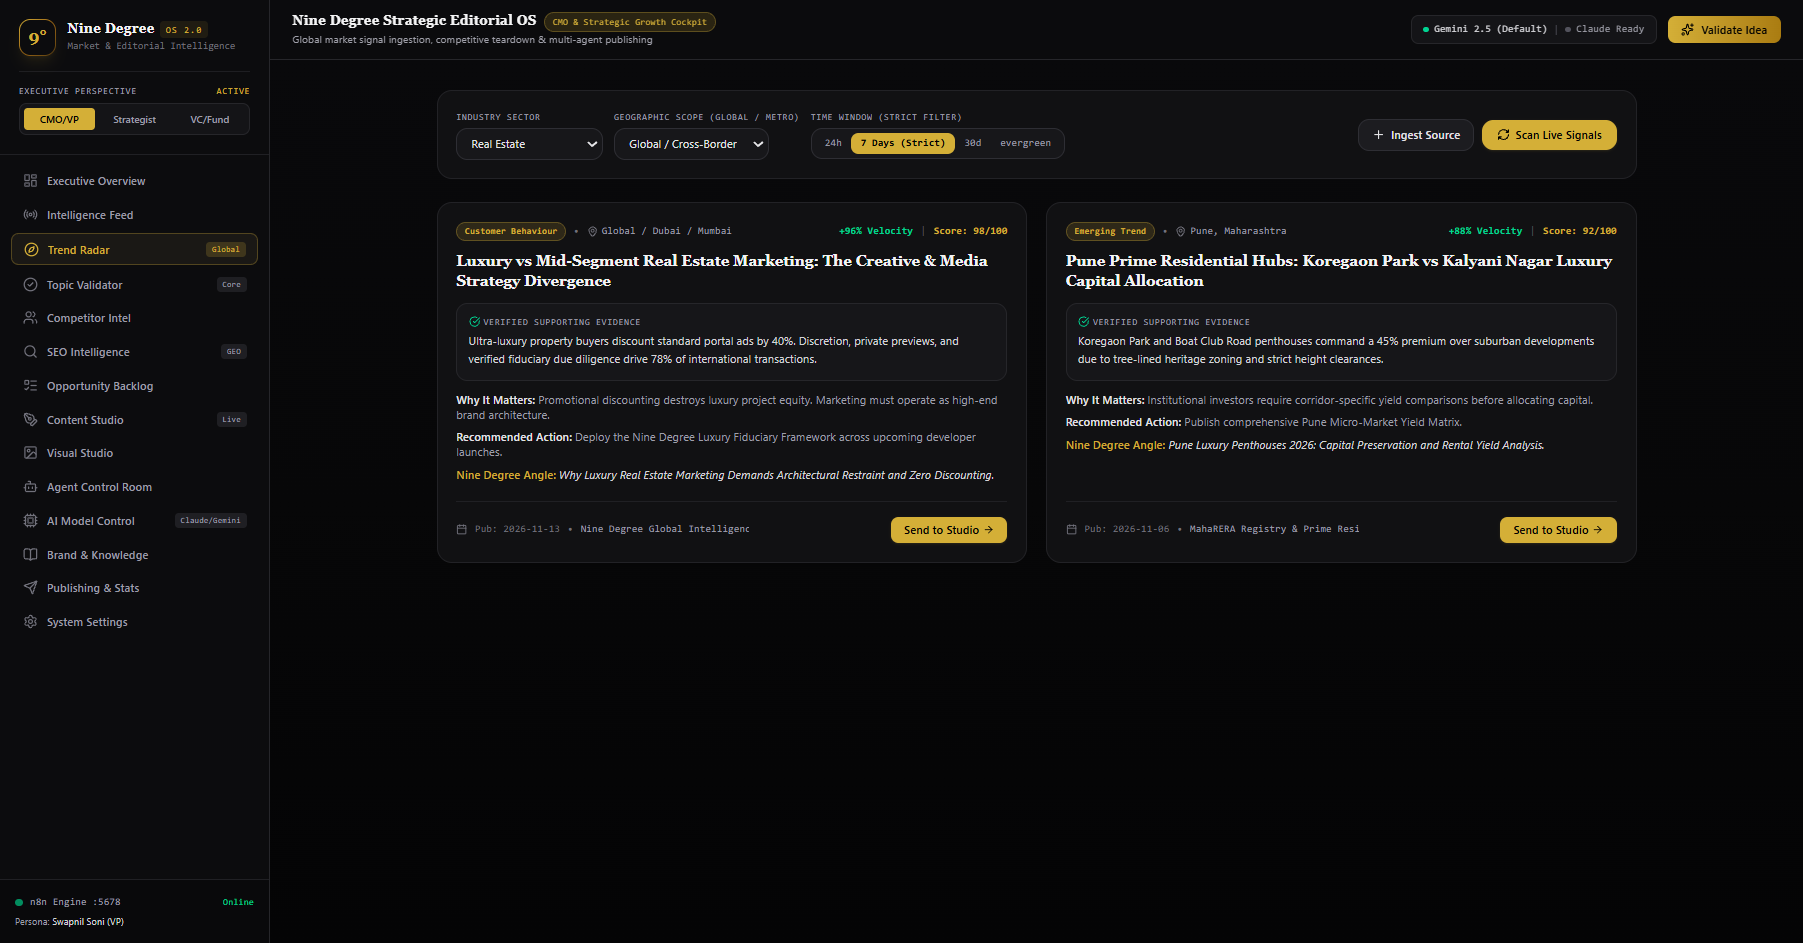 9°
Nine Degree OS 2.0
Market & Editorial Intelligence
EXECUTIVE PERSPECTIVE ACTIVE
CMO/VP Strategist VC/Fund
Executive Overview
Intelligence Feed
Trend Radar Global
Topic Validator Core
Competitor Intel
SEO Intelligence GEO
Opportunity Backlog
Content Studio Live
Visual Studio
Agent Control Room
AI Model Control Claude/Gemini
Brand & Knowledge
Publishing & Stats
System Settings
n8n Engine :5678 Online
Persona: Swapnil Soni (VP)
Nine Degree Strategic Editorial OS CMO & Strategic Growth Cockpit
Global market signal ingestion, competitive teardown & multi-agent publishing
Gemini 2.5 (Default) | Claude Ready
Validate Idea
INDUSTRY SECTOR GEOGRAPHIC SCOPE (GLOBAL / METRO) TIME WINDOW (STRICT FILTER)
Real Estate Global / Cross-Border 24h 7 Days (Strict) 30d evergreen
+ Ingest Source Scan Live Signals
Customer Behaviour • Global / Dubai / Mumbai +96% Velocity | Score: 98/100
Luxury vs Mid-Segment Real Estate Marketing: The Creative & Media
Strategy Divergence
VERIFIED SUPPORTING EVIDENCE
Ultra-luxury property buyers discount standard portal ads by 40%. Discretion, private previews, and
verified fiduciary due diligence drive 78% of international transactions.
Why It Matters: Promotional discounting destroys luxury project equity. Marketing must operate as high-end
brand architecture.
Recommended Action: Deploy the Nine Degree Luxury Fiduciary Framework across upcoming developer
launches.
Nine Degree Angle: Why Luxury Real Estate Marketing Demands Architectural Restraint and Zero Discounting.
Pub: 2026-11-13 • Nine Degree Global Intelligenc
Send to Studio →
Emerging Trend • Pune, Maharashtra +88% Velocity | Score: 92/100
Pune Prime Residential Hubs: Koregaon Park vs Kalyani Nagar Luxury
Capital Allocation
VERIFIED SUPPORTING EVIDENCE
Koregaon Park and Boat Club Road penthouses command a 45% premium over suburban developments
due to tree-lined heritage zoning and strict height clearances.
Why It Matters: Institutional investors require corridor-specific yield comparisons before allocating capital.
Recommended Action: Publish comprehensive Pune Micro-Market Yield Matrix.
Nine Degree Angle: Pune Luxury Penthouses 2026: Capital Preservation and Rental Yield Analysis.
Pub: 2026-11-06 • MahaRERA Registry & Prime Resi
Send to Studio →